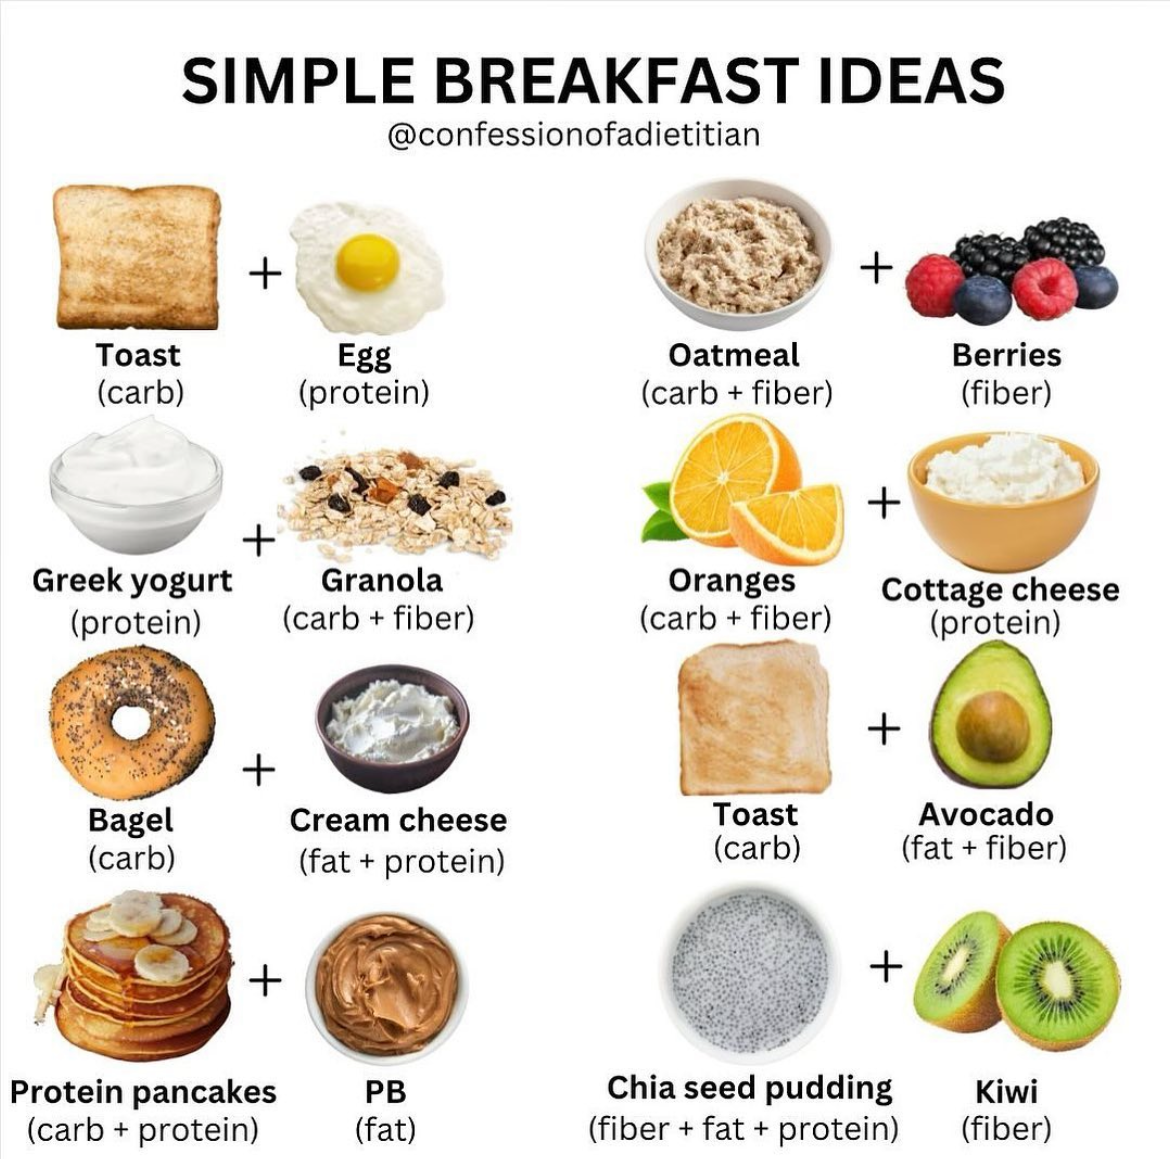 SIMPLE BREAKFAST IDEAS
@confessionofadietitian
Toast
(carb)
+
Egg
(protein)
Oatmeal
(carb + fiber)
+
Berries
(fiber)
Greek yogurt
(protein)
+
Granola
(carb + fiber)
Oranges
(carb + fiber)
+
Cottage cheese
(protein)
Bagel
(carb)
+
Cream cheese
(fat + protein)
Toast
(carb)
+
Avocado
(fat + fiber)
Protein pancakes
(carb + protein)
+
PB
(fat)
Chia seed pudding
(fiber + fat + protein)
+
Kiwi
(fiber)